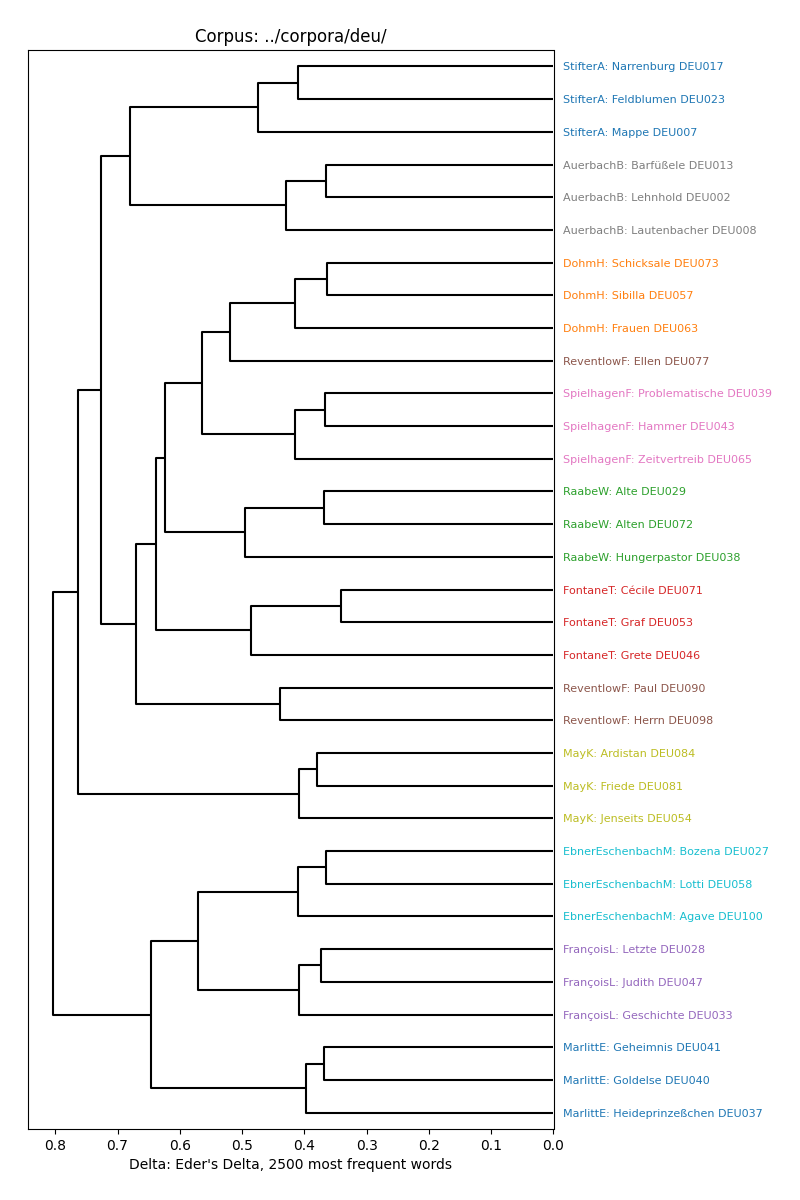 Corpus: ../corpora/deu/
StifterA: Narrenburg DEU017
StifterA: Feldblumen DEU023
StifterA: Mappe DEU007
AuerbachB: Barfüßele DEU013
AuerbachB: Lehnhold DEU002
AuerbachB: Lautenbacher DEU008
DohmH: Schicksale DEU073
DohmH: Sibilla DEU057
DohmH: Frauen DEU063
ReventlowF: Ellen DEU077
SpielhagenF: Problematische DEU039
SpielhagenF: Hammer DEU043
SpielhagenF: Zeitvertreib DEU065
RaabeW: Alte DEU029
RaabeW: Alten DEU072
RaabeW: Hungerpastor DEU038
FontaneT: Cécile DEU071
FontaneT: Graf DEU053
FontaneT: Grete DEU046
ReventlowF: Paul DEU090
ReventlowF: Herrn DEU098
MayK: Ardistan DEU084
MayK: Friede DEU081
MayK: Jenseits DEU054
EbnerEschenbachM: Bozena DEU027
EbnerEschenbachM: Lotti DEU058
EbnerEschenbachM: Agave DEU100
FrançoisL: Letzte DEU028
FrançoisL: Judith DEU047
FrançoisL: Geschichte DEU033
MarlittE: Geheimnis DEU041
MarlittE: Goldelse DEU040
MarlittE: Heideprinzeßchen DEU037
0.8 0.7 0.6 0.5 0.4 0.3 0.2 0.1 0.0
Delta: Eder's Delta, 2500 most frequent words